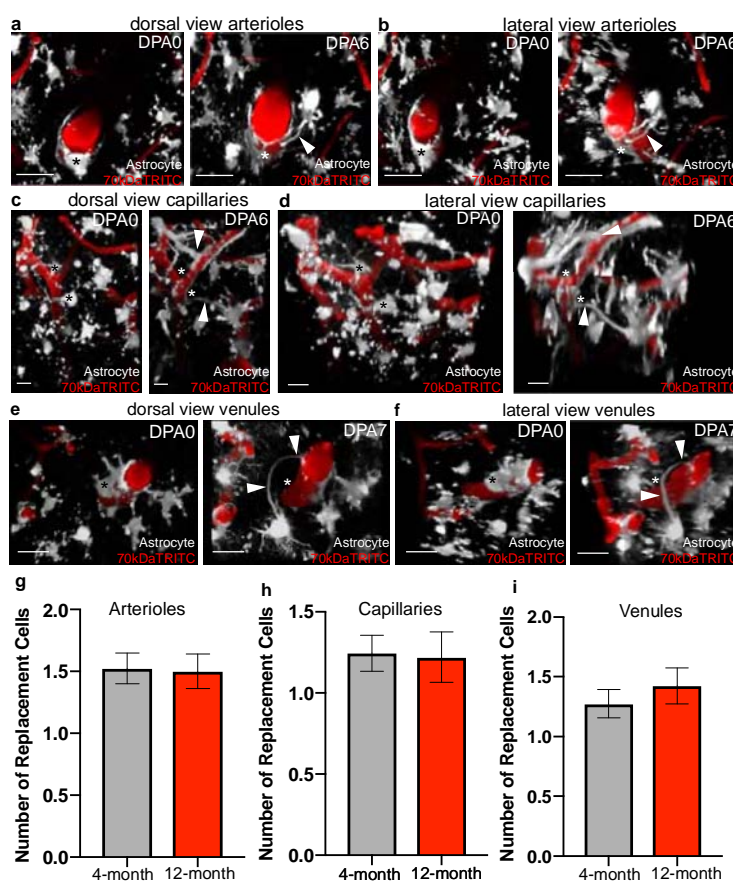 a dorsal view arterioles
b lateral view arterioles
DPA0
DPA6
DPA0
DPA6
*
*
*
*
Astrocyte
70kDaTRITC
Astrocyte
70kDaTRITC
Astrocyte
70kDaTRITC
Astrocyte
70kDaTRITC
c dorsal view capillaries
d lateral view capillaries
DPA0
DPA6
DPA0
DPA6
*
*
*
*
*
*
*
*
Astrocyte
70kDaTRITC
Astrocyte
70kDaTRITC
Astrocyte
70kDaTRITC
Astrocyte
70kDaTRITC
e dorsal view venules
f lateral view venules
DPA0
DPA7
DPA0
DPA7
*
*
*
*
Astrocyte
70kDaTRITC
Astrocyte
70kDaTRITC
Astrocyte
70kDaTRITC
Astrocyte
70kDaTRITC
g
Arterioles
Number of Replacement Cells
2.0
1.5
1.0
0.5
0.0
4-month 12-month
h
Capillaries
Number of Replacement Cells
1.5
1.0
0.5
0.0
4-month 12-month
i
Venules
Number of Replacement Cells
2.0
1.5
1.0
0.5
0.0
4-month 12-month